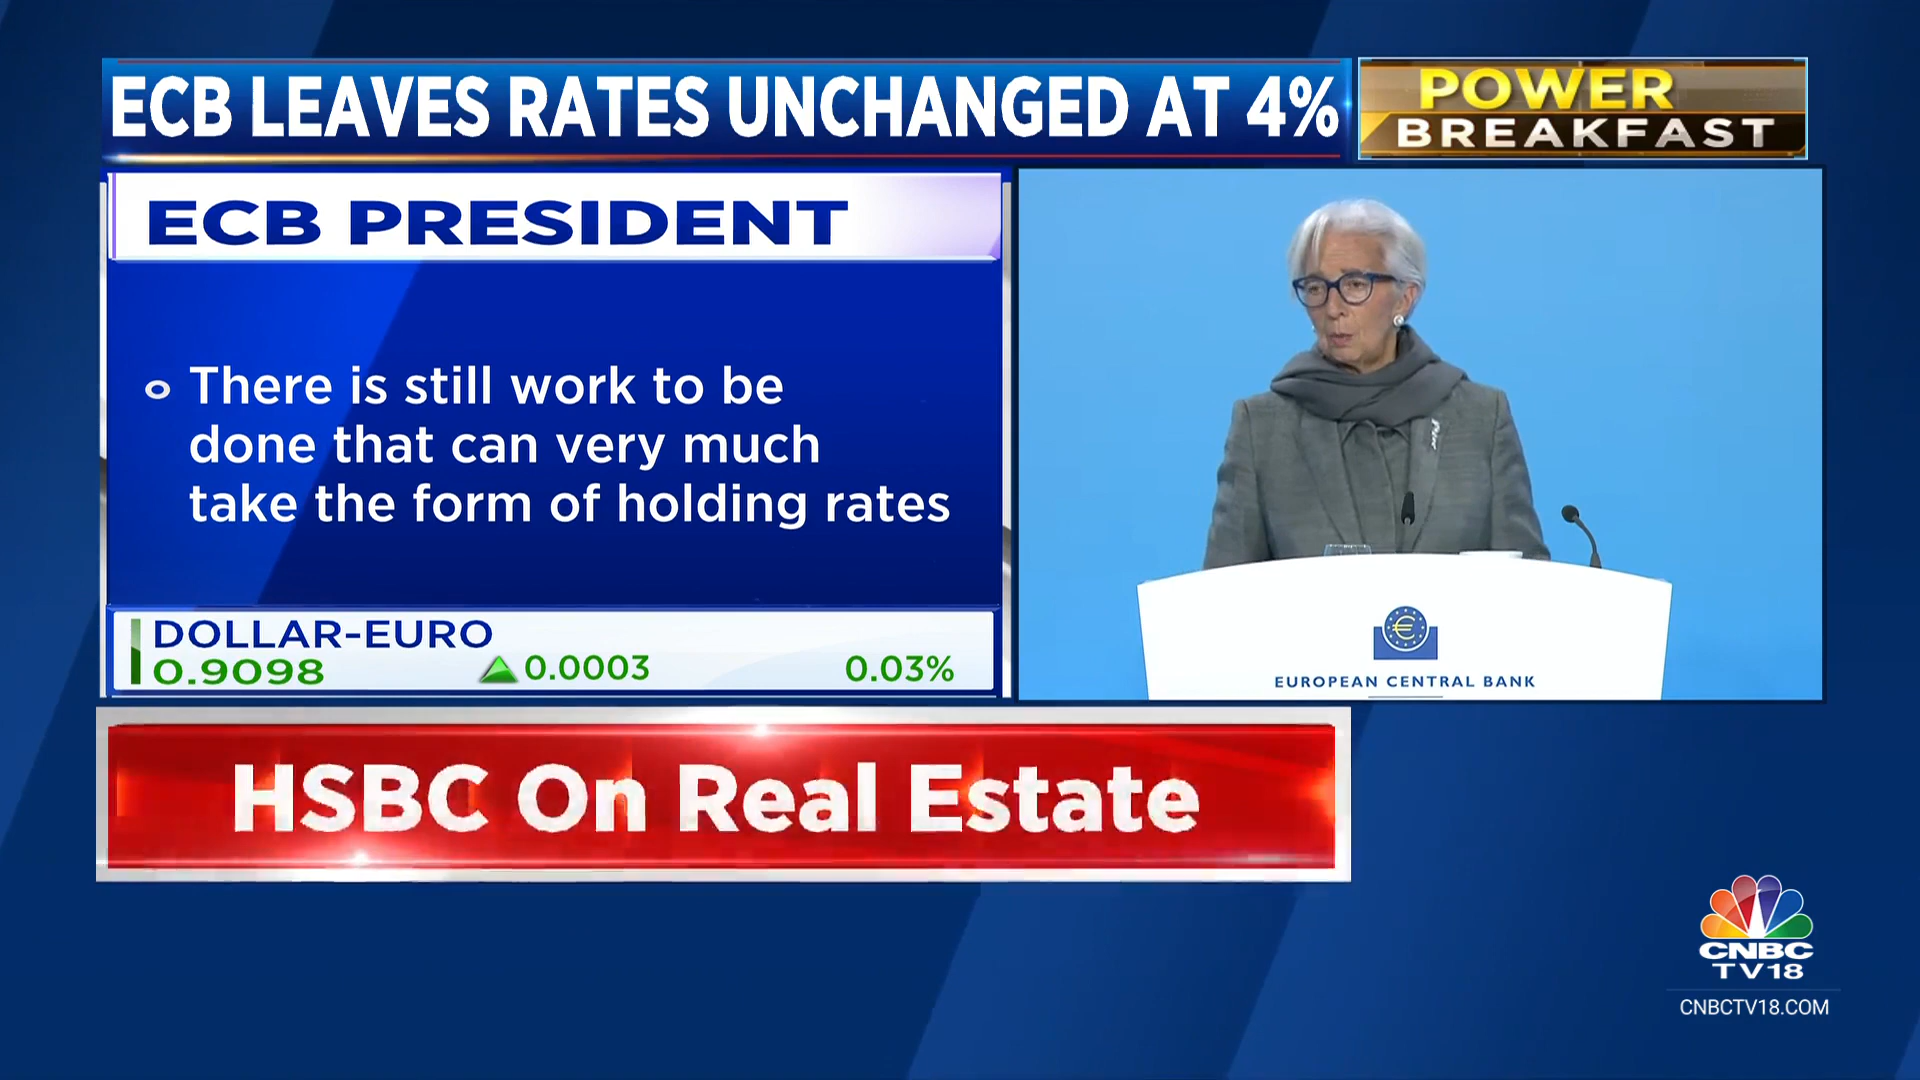 ECB LEAVES RATES UNCHANGED AT 4%
POWER
BREAKFAST
ECB PRESIDENT
o There is still work to be
done that can very much
take the form of holding rates
DOLLAR-EURO
0.9098 0.0003 0.03%
€
EUROPEAN CENTRAL BANK
HSBC On Real Estate
CNBC
TV18
CNBCTV18.COM